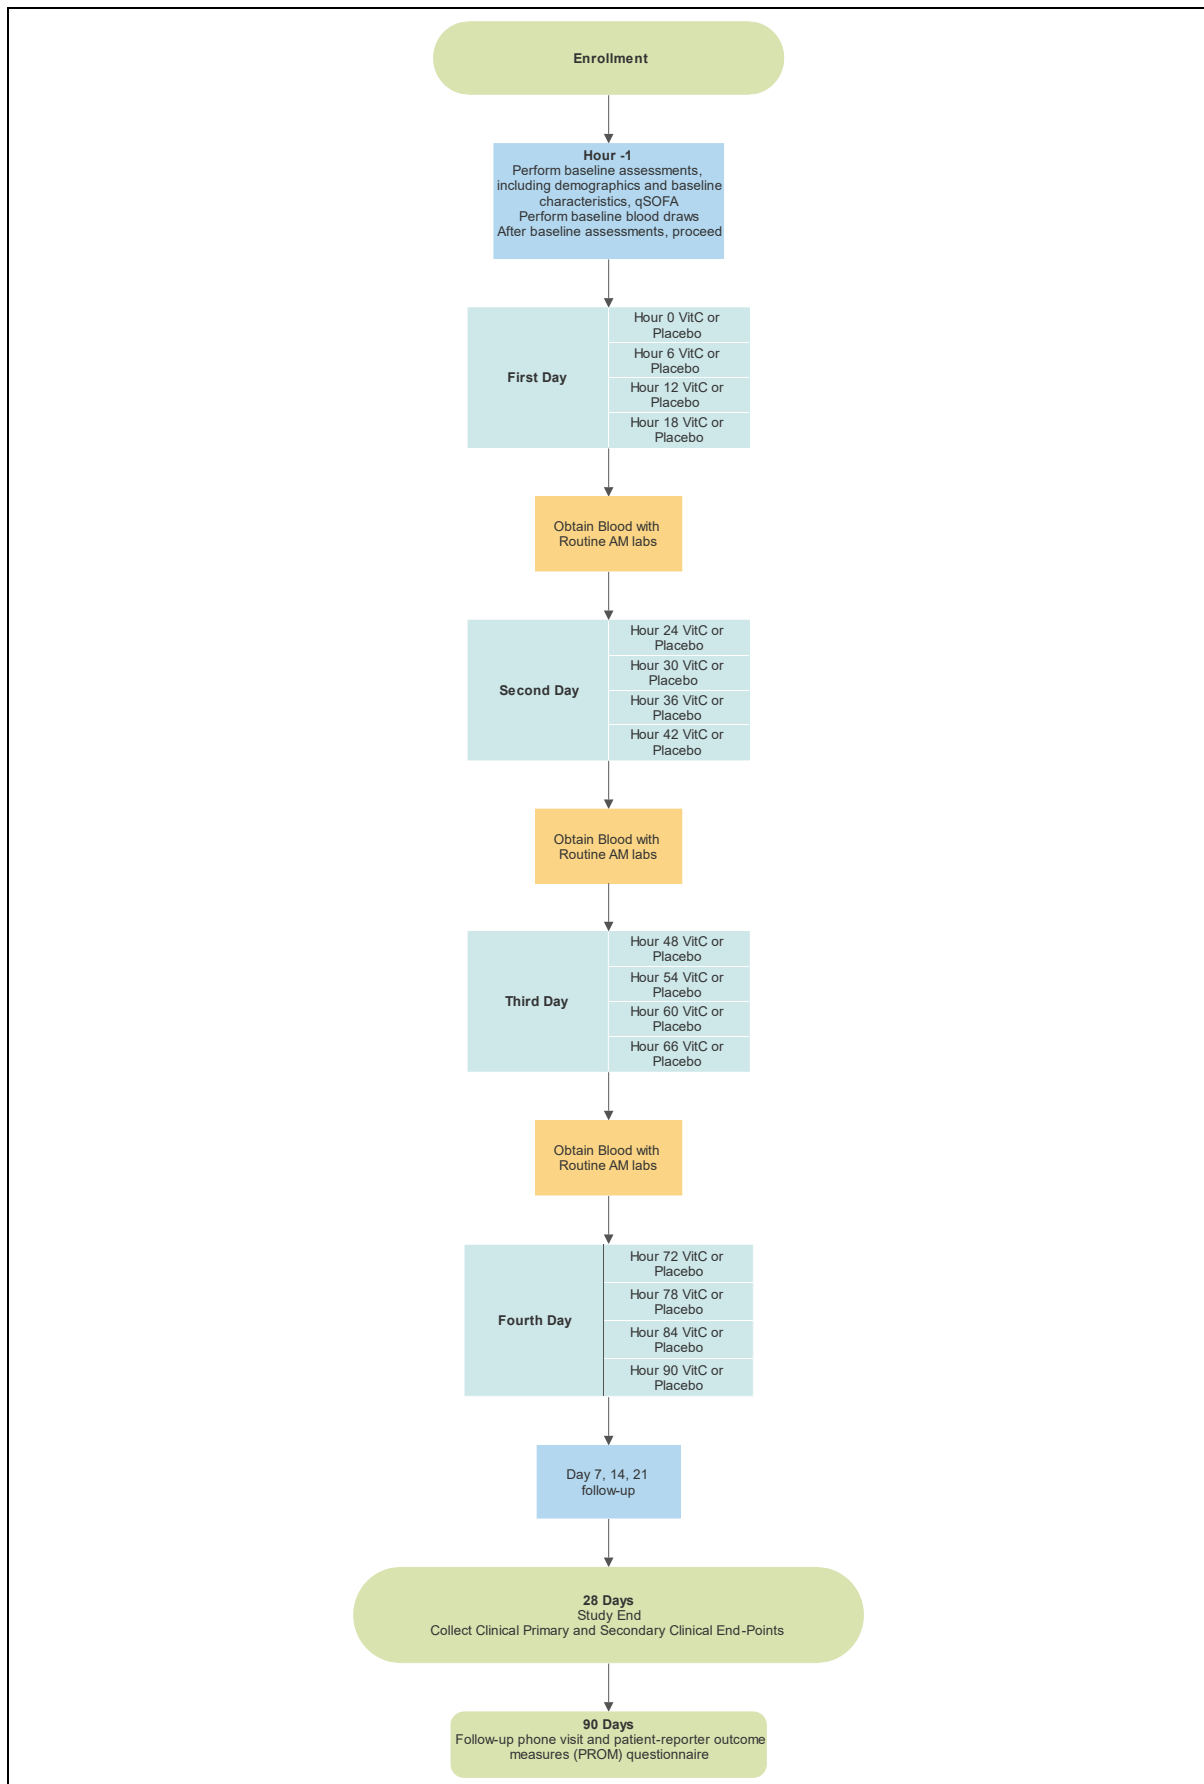 Enrollment
Hour -1
Perform baseline assessments,
including demographics and baseline
characteristics, qSOFA
Perform baseline blood draws
After baseline assessments, proceed
First Day
Hour 0 VitC or
Placebo
Hour 6 VitC or
Placebo
Hour 12 VitC or
Placebo
Hour 18 VitC or
Placebo
Obtain Blood with
Routine AM labs
Second Day
Hour 24 VitC or
Placebo
Hour 30 VitC or
Placebo
Hour 36 VitC or
Placebo
Hour 42 VitC or
Placebo
Obtain Blood with
Routine AM labs
Third Day
Hour 48 VitC or
Placebo
Hour 54 VitC or
Placebo
Hour 60 VitC or
Placebo
Hour 66 VitC or
Placebo
Obtain Blood with
Routine AM labs
Fourth Day
Hour 72 VitC or
Placebo
Hour 78 VitC or
Placebo
Hour 84 VitC or
Placebo
Hour 90 VitC or
Placebo
Day 7, 14, 21
follow-up
28 Days
Study End
Collect Clinical Primary and Secondary Clinical End-Points
90 Days
Follow-up phone visit and patient-reporter outcome
measures (PROM) questionnaire